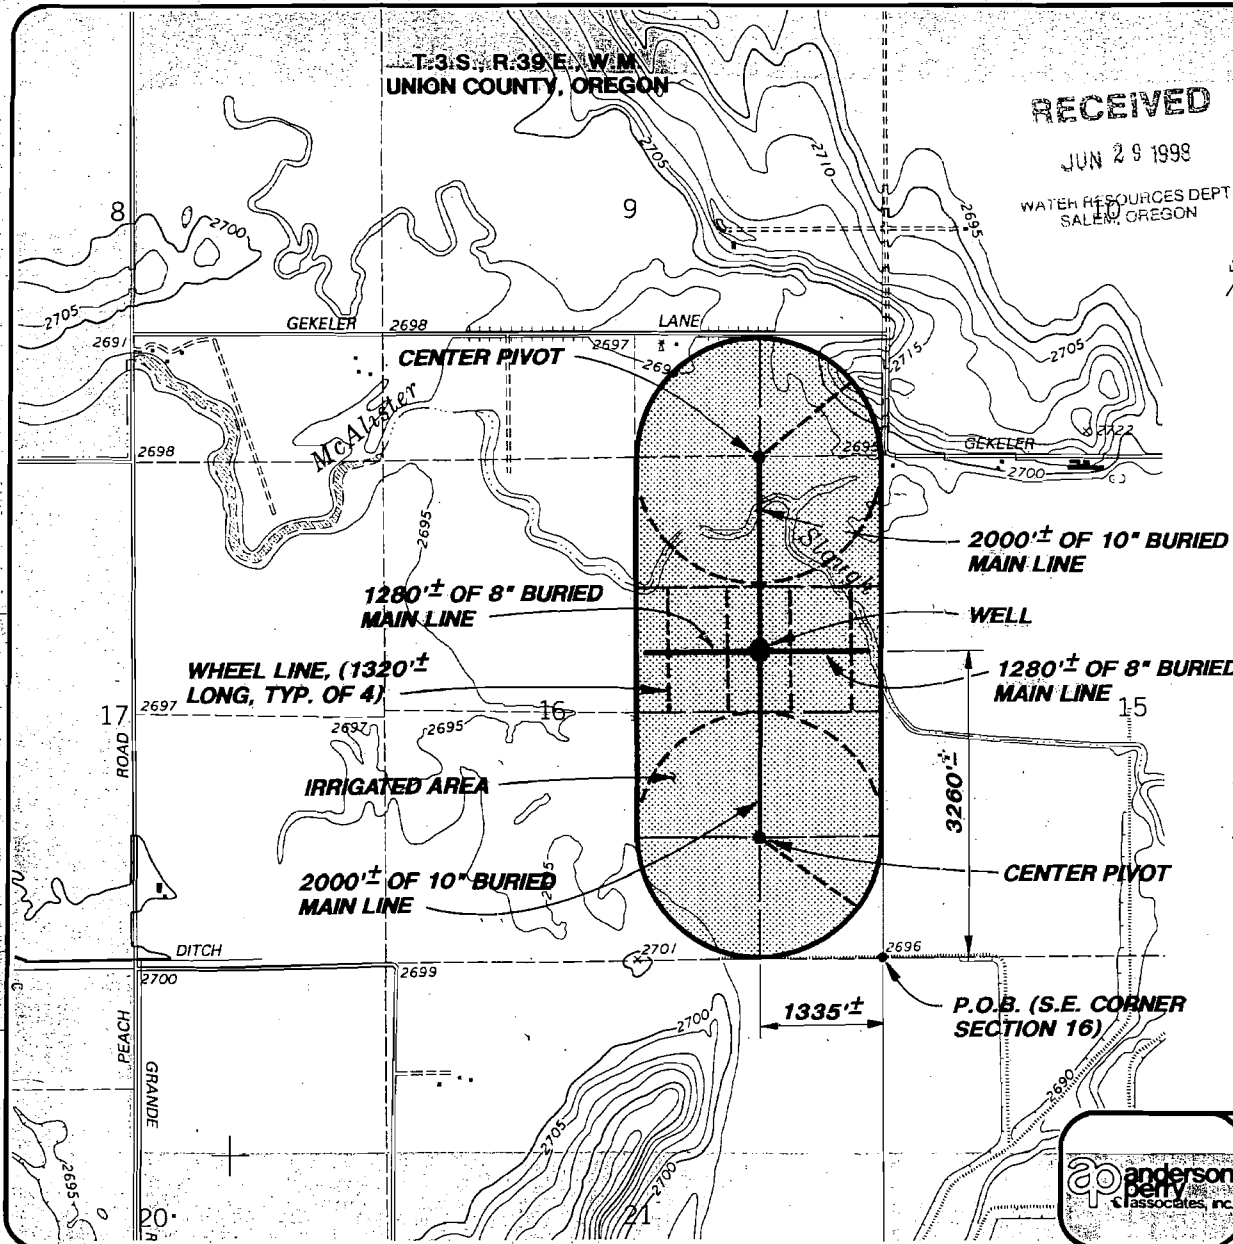 T.3 S., R.39 E., W.M.
UNION COUNTY, OREGON
RECEIVED
JUN 29 1998
WATER RESOURCES DEPT.
SALEM, OREGON
8
9
10
2700
2705
2710
2695
2705
GEKELER
2698
LANE
2691
2697
2715
2705
CENTER PIVOT
McAlister
2698
2722
GEKELER
2700
2695
Slough
2000'± OF 10" BURIED
MAIN LINE
1280'± OF 8" BURIED
MAIN LINE
WELL
WHEEL LINE, (1320'±
LONG, TYP. OF 4)
1280'± OF 8" BURIED
MAIN LINE
17
2697
16
15
2697
2695
ROAD
IRRIGATED AREA
3260'±
2000'± OF 10" BURIED
MAIN LINE
CENTER PIVOT
DITCH
2701
2696
2700
2699
1335'±
P.O.B. (S.E. CORNER
SECTION 16)
PEACH
GRANDE
2700
2690
2705
2700
2695
20
21
ap anderson
perry
& associates, inc.